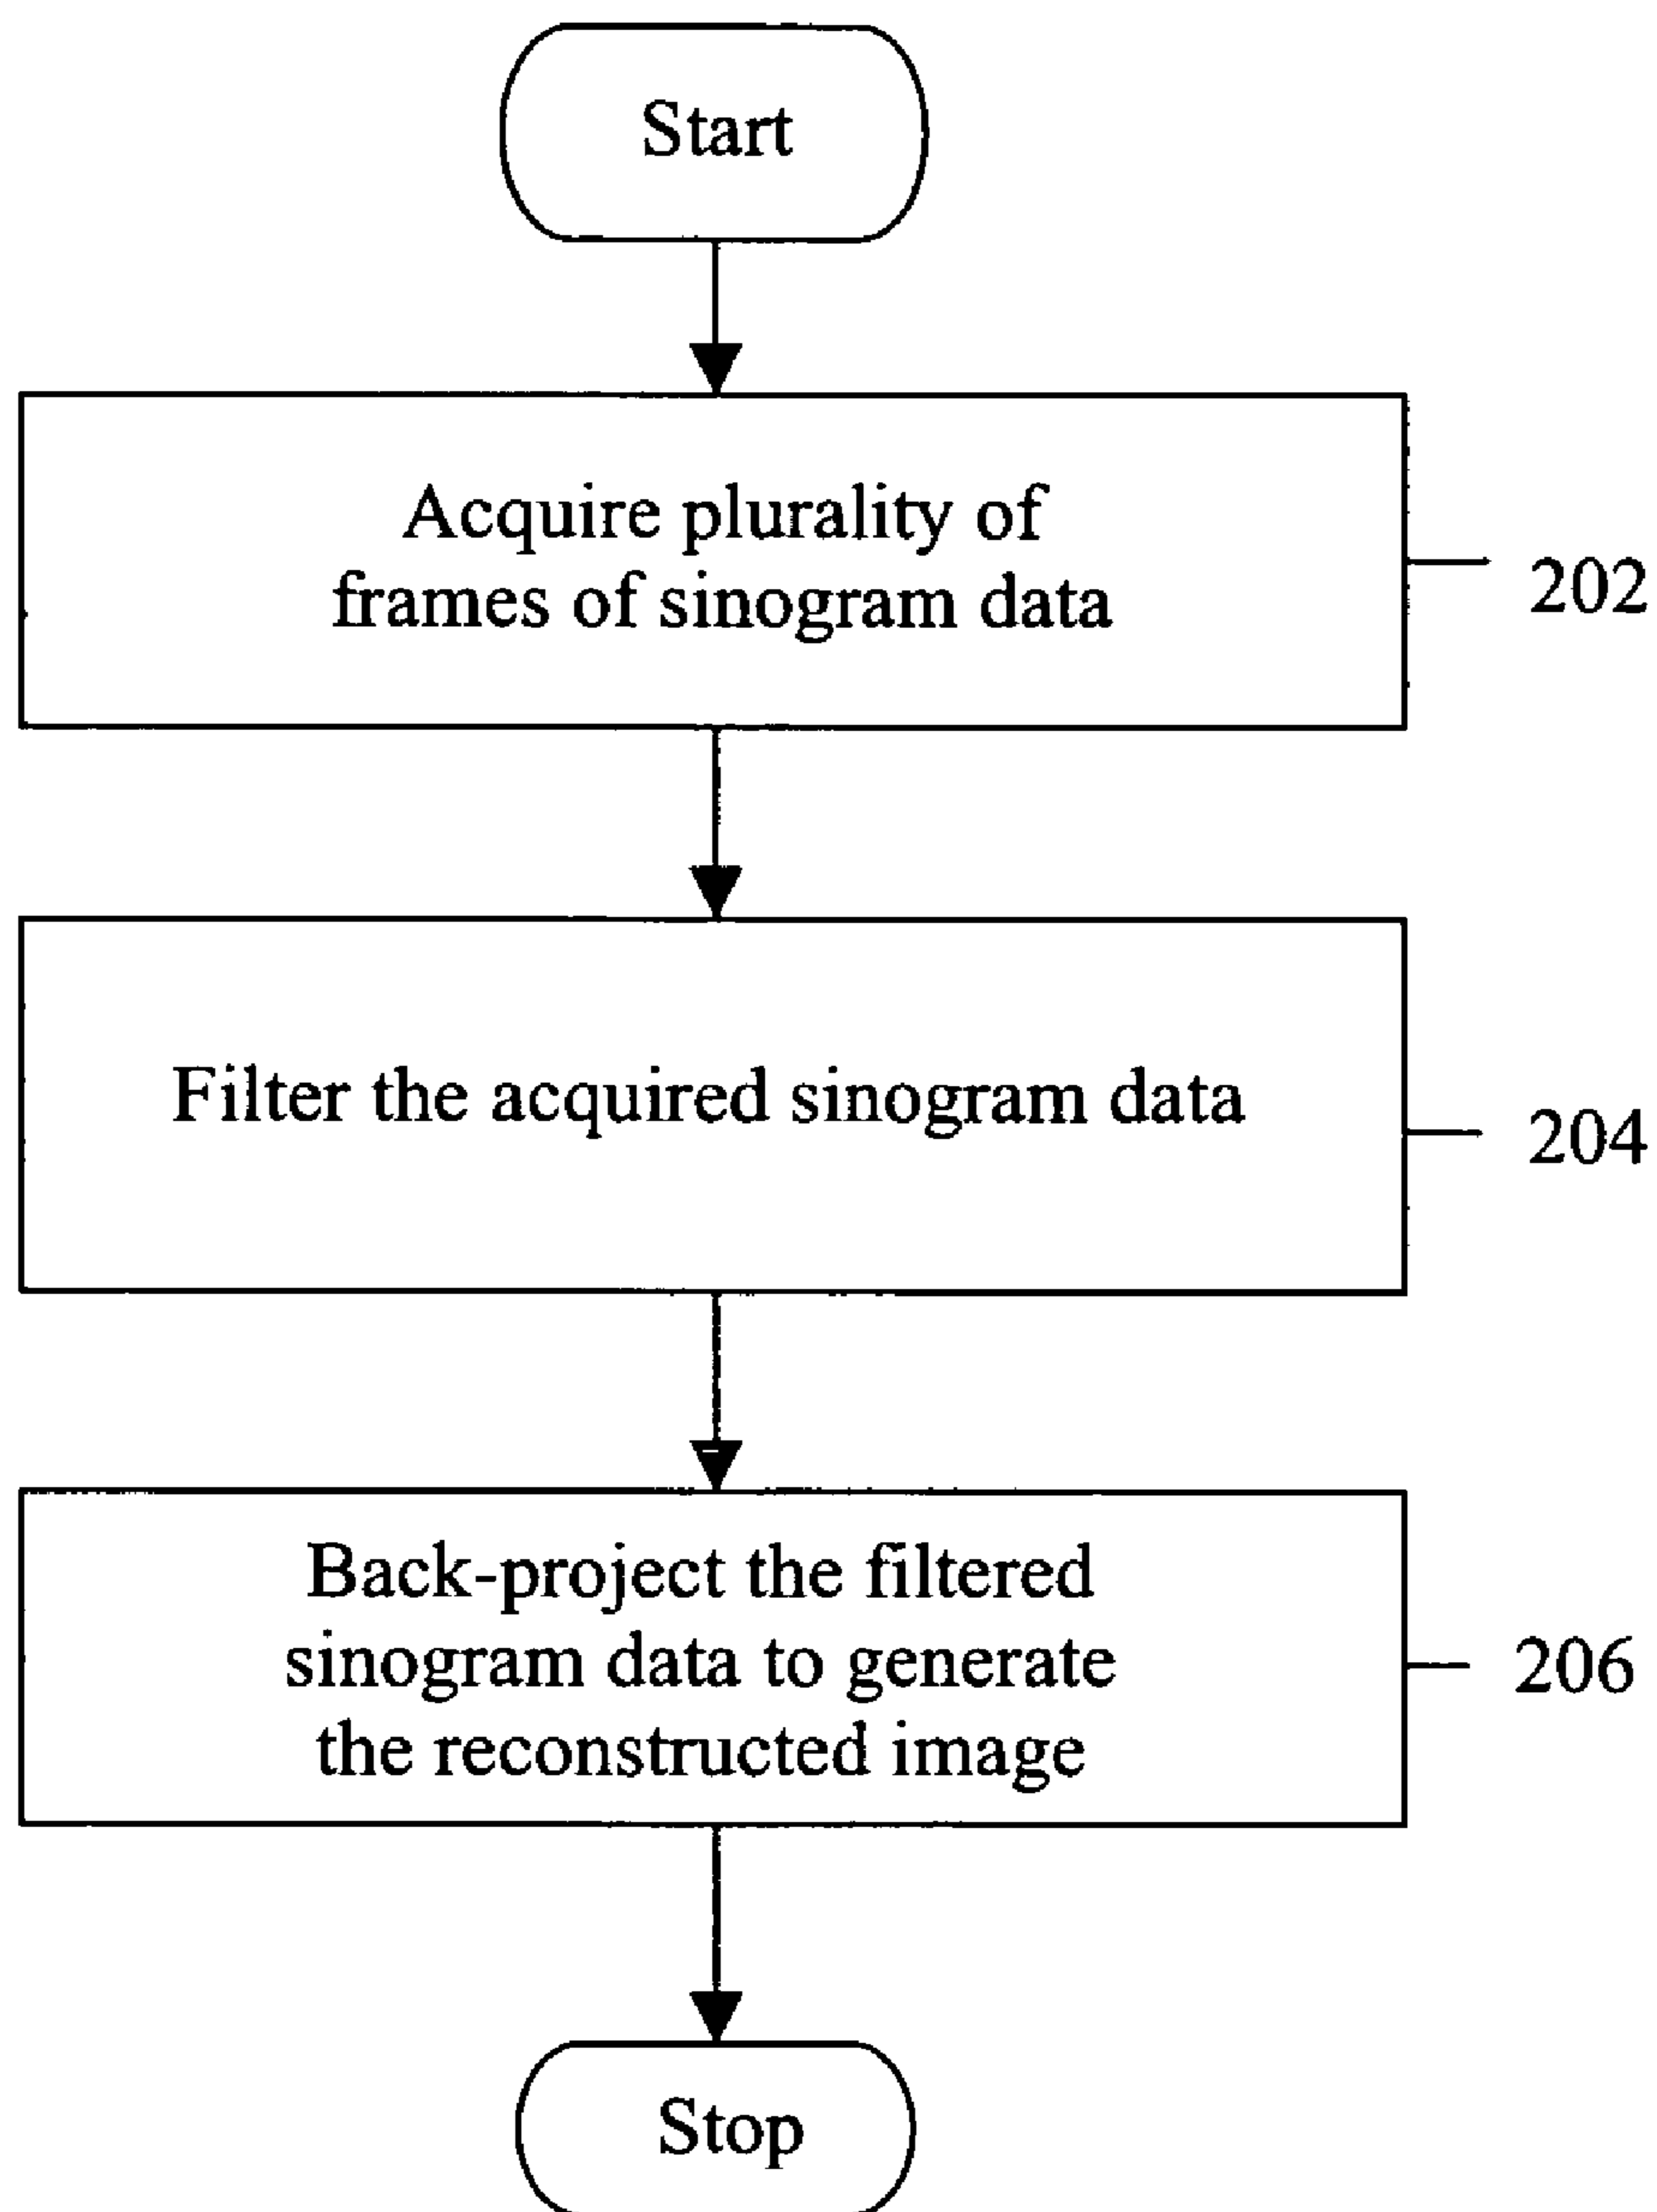 Start
Acquire plurality of
frames of sinogram data
202
Filter the acquired sinogram data
204
Back-project the filtered
sinogram data to generate
the reconstructed image
206
Stop